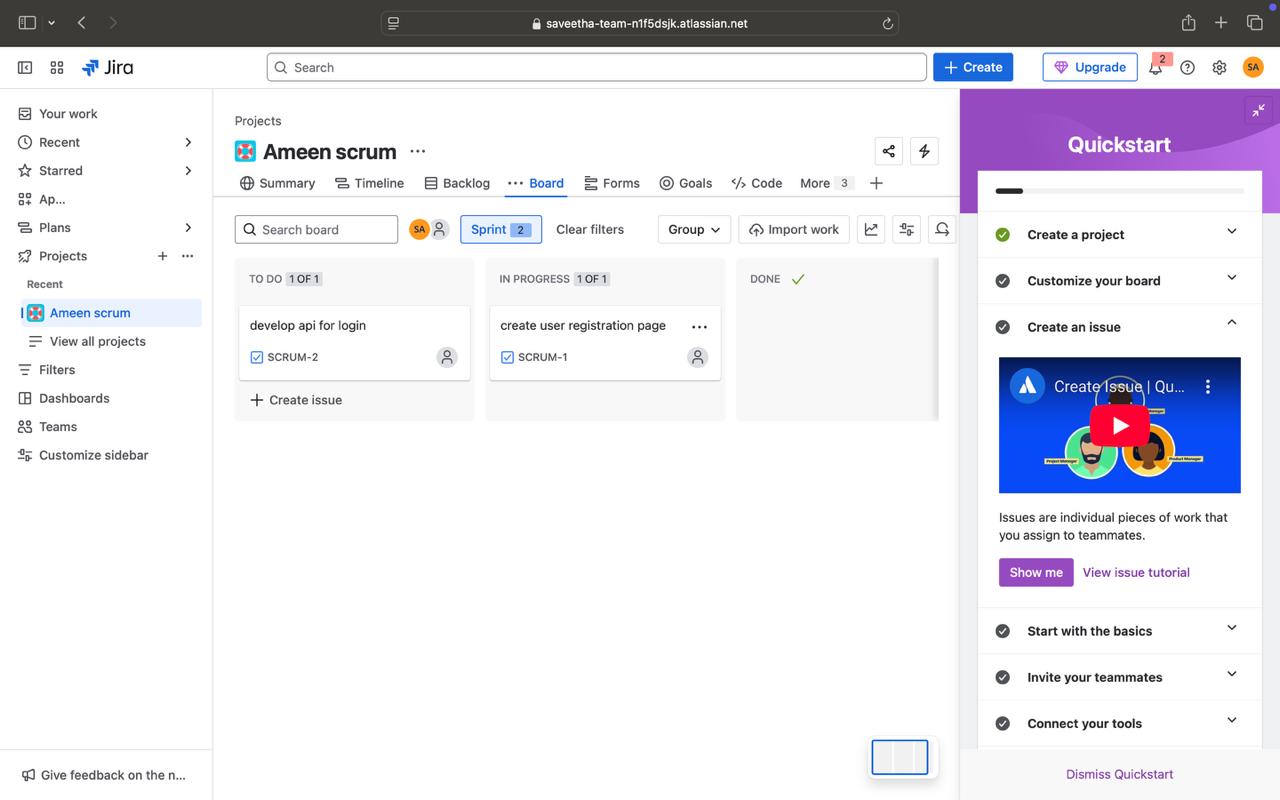 saveetha-team-n1f5dsjk.atlassian.net
Jira
Search
Create
Upgrade
2
SA
Your work
Recent
Starred
Ap...
Plans
Projects
Recent
Ameen scrum
View all projects
Filters
Dashboards
Teams
Customize sidebar
Give feedback on the n...
Projects
Ameen scrum
Summary Timeline Backlog Board Forms Goals Code More 3
Search board
SA
Sprint 2
Clear filters
Group
Import work
TO DO 1 OF 1
develop api for login
SCRUM-2
Create issue
IN PROGRESS 1 OF 1
create user registration page
SCRUM-1
DONE
Quickstart
Create a project
Customize your board
Create an issue
Create Issue | Qu...
Project Manager
Product Manager
Issues are individual pieces of work that
you assign to teammates.
Show me
View issue tutorial
Start with the basics
Invite your teammates
Connect your tools
Dismiss Quickstart